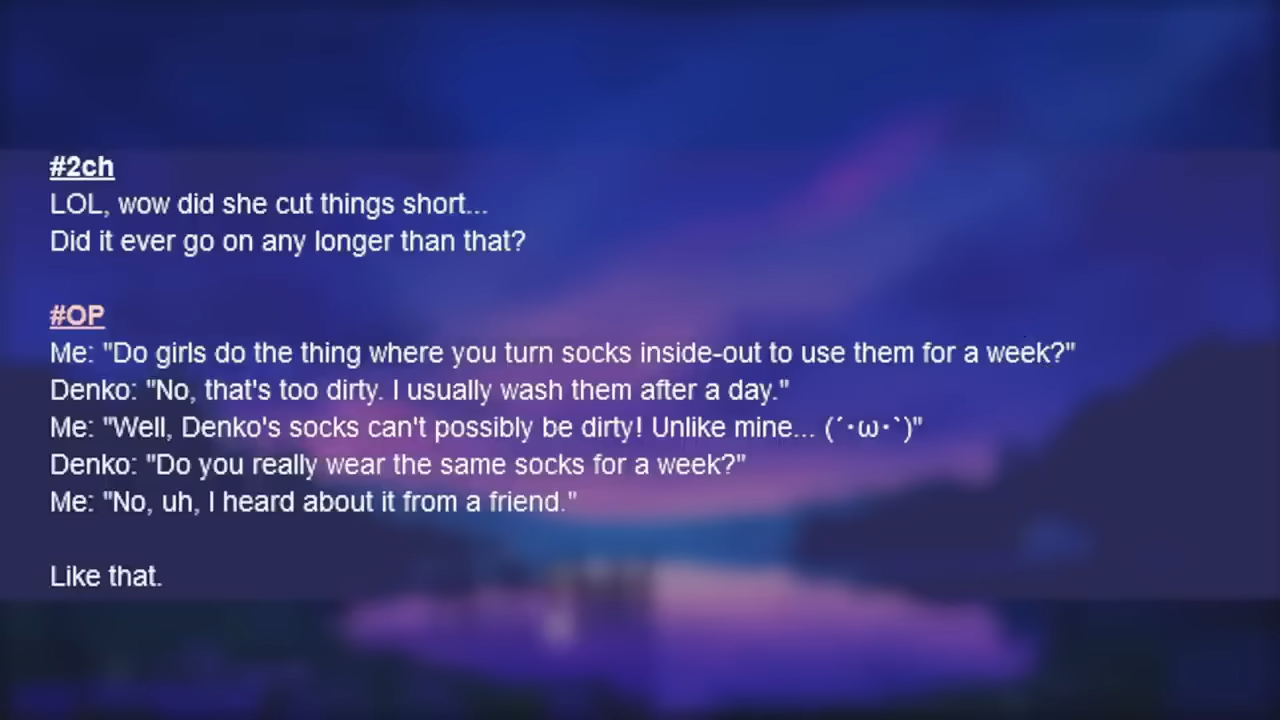 #2ch
LOL, wow did she cut things short...
Did it ever go on any longer than that?
#OP
Me: "Do girls do the thing where you turn socks inside-out to use them for a week?"
Denko: "No, that's too dirty. I usually wash them after a day."
Me: "Well, Denko's socks can't possibly be dirty! Unlike mine... (´･ω･`)"
Denko: "Do you really wear the same socks for a week?"
Me: "No, uh, I heard about it from a friend."
Like that.